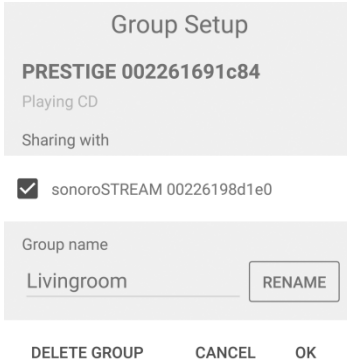 Group Setup
PRESTIGE 002261691c84
Playing CD
Sharing with
sonoroSTREAM 00226198d1e0
Group name
Livingroom RENAME
DELETE GROUP CANCEL OK